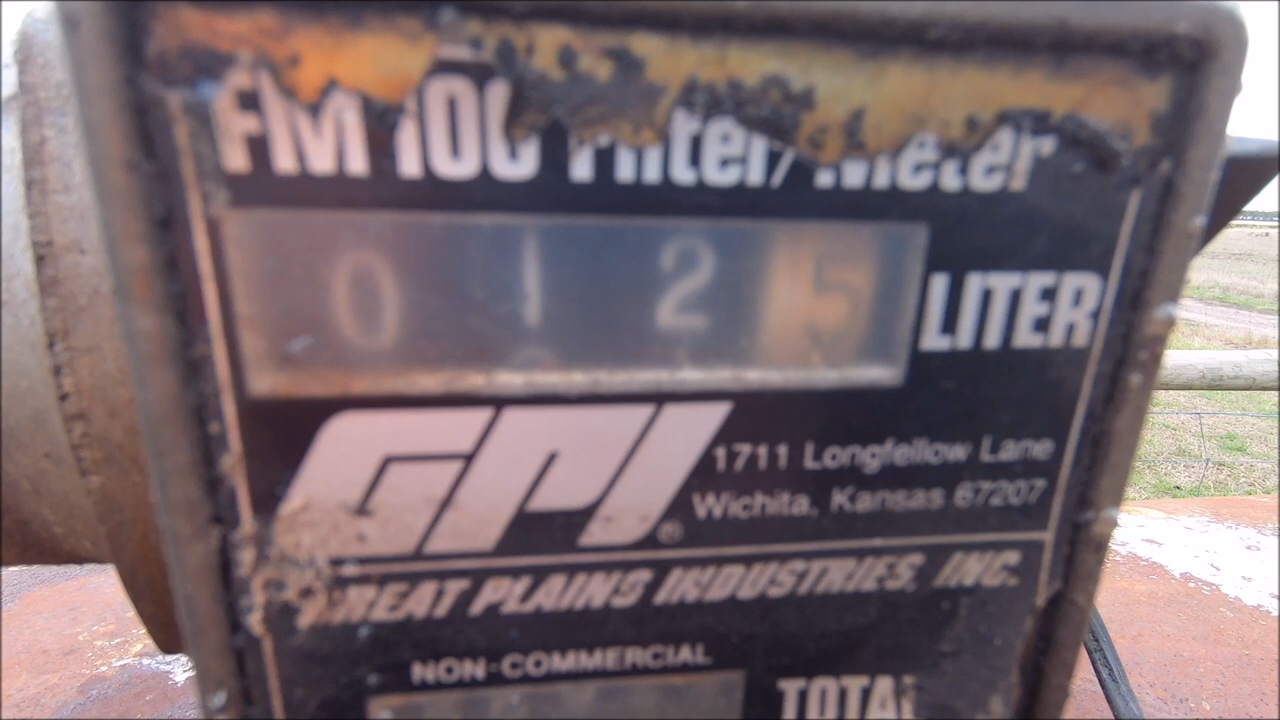 FM 100 Filter/Meter
0 1 2 5 LITER
GPI®
1711 Longfellow Lane
Wichita, Kansas 67207
GREAT PLAINS INDUSTRIES, INC.
NON-COMMERCIAL
TOTAL